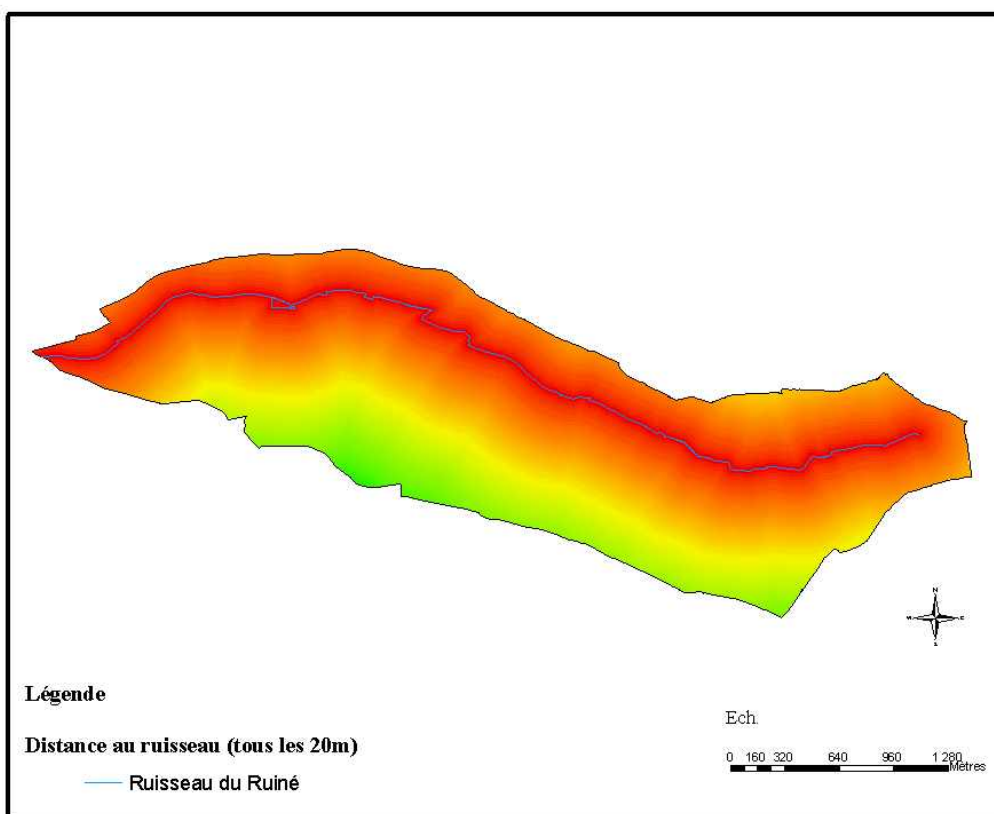 N
E
S
Légende
Distance au ruisseau (tous les 20m)
Ruisseau du Ruiné
Ech.
0 160 320 640 960 1 280
Mètres